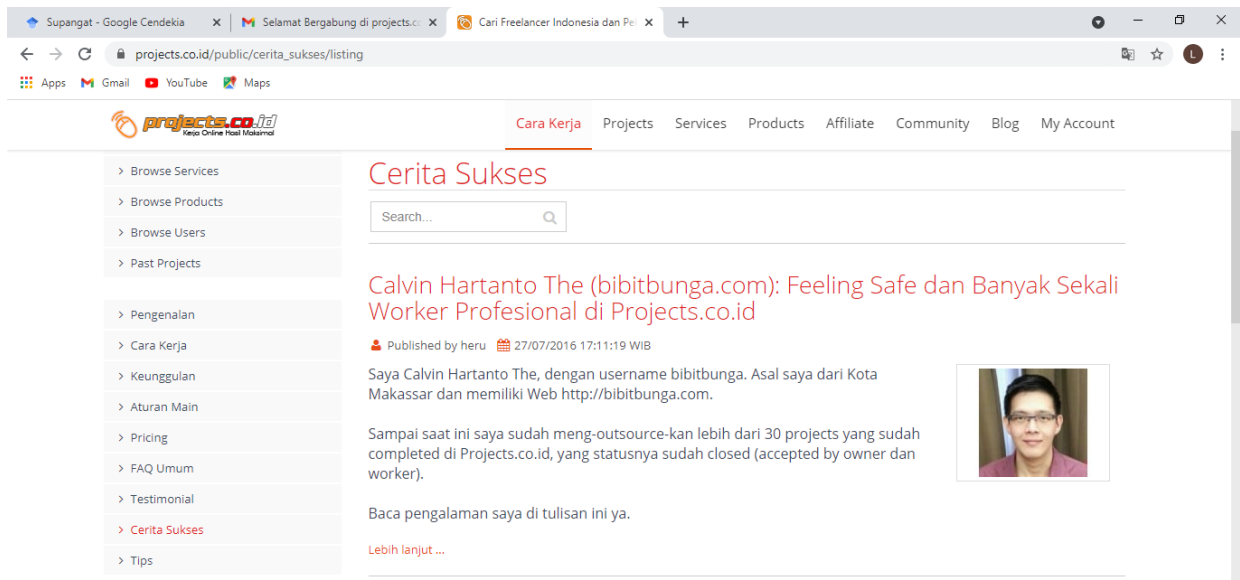 Supangat - Google Cendekia
Selamat Bergabung di projects.c
Cari Freelancer Indonesia dan Pe
projects.co.id/public/cerita_sukses/listing
L
Apps
Gmail
YouTube
Maps
projects.co.id
Kerja Online Hasil Maksimal
Cara Kerja
Projects
Services
Products
Affiliate
Community
Blog
My Account
> Browse Services
> Browse Products
> Browse Users
> Past Projects
> Pengenalan
> Cara Kerja
> Keunggulan
> Aturan Main
> Pricing
> FAQ Umum
> Testimonial
> Cerita Sukses
> Tips
Cerita Sukses
Search...
Calvin Hartanto The (bibitbunga.com): Feeling Safe dan Banyak Sekali
Worker Profesional di Projects.co.id
Published by heru 27/07/2016 17:11:19 WIB
Saya Calvin Hartanto The, dengan username bibitbunga. Asal saya dari Kota
Makassar dan memiliki Web http://bibitbunga.com.
Sampai saat ini saya sudah meng-outsource-kan lebih dari 30 projects yang sudah
completed di Projects.co.id, yang statusnya sudah closed (accepted by owner dan
worker).
Baca pengalaman saya di tulisan ini ya.
Lebih lanjut ...